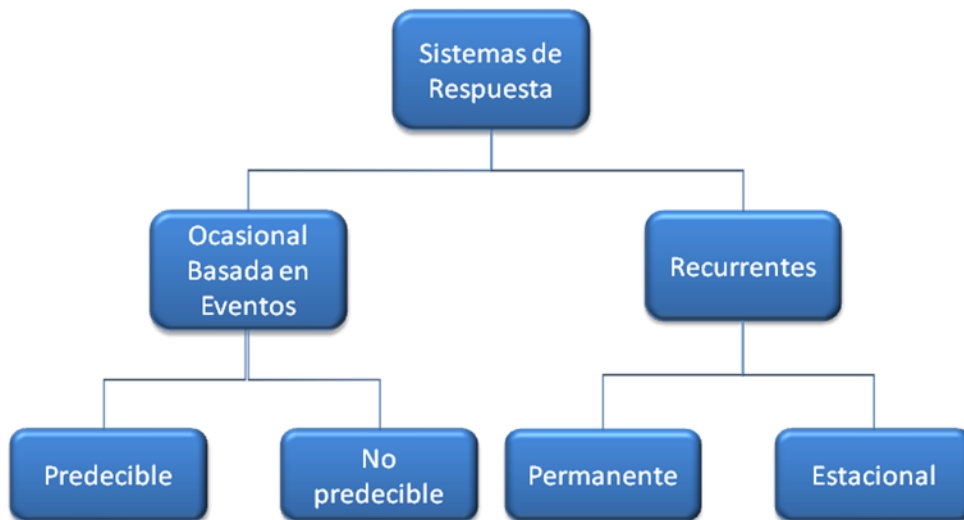 Sistemas de
Respuesta
Ocasional
Basada en
Eventos
Recurrentes
Predecible
No
predecible
Permanente
Estacional